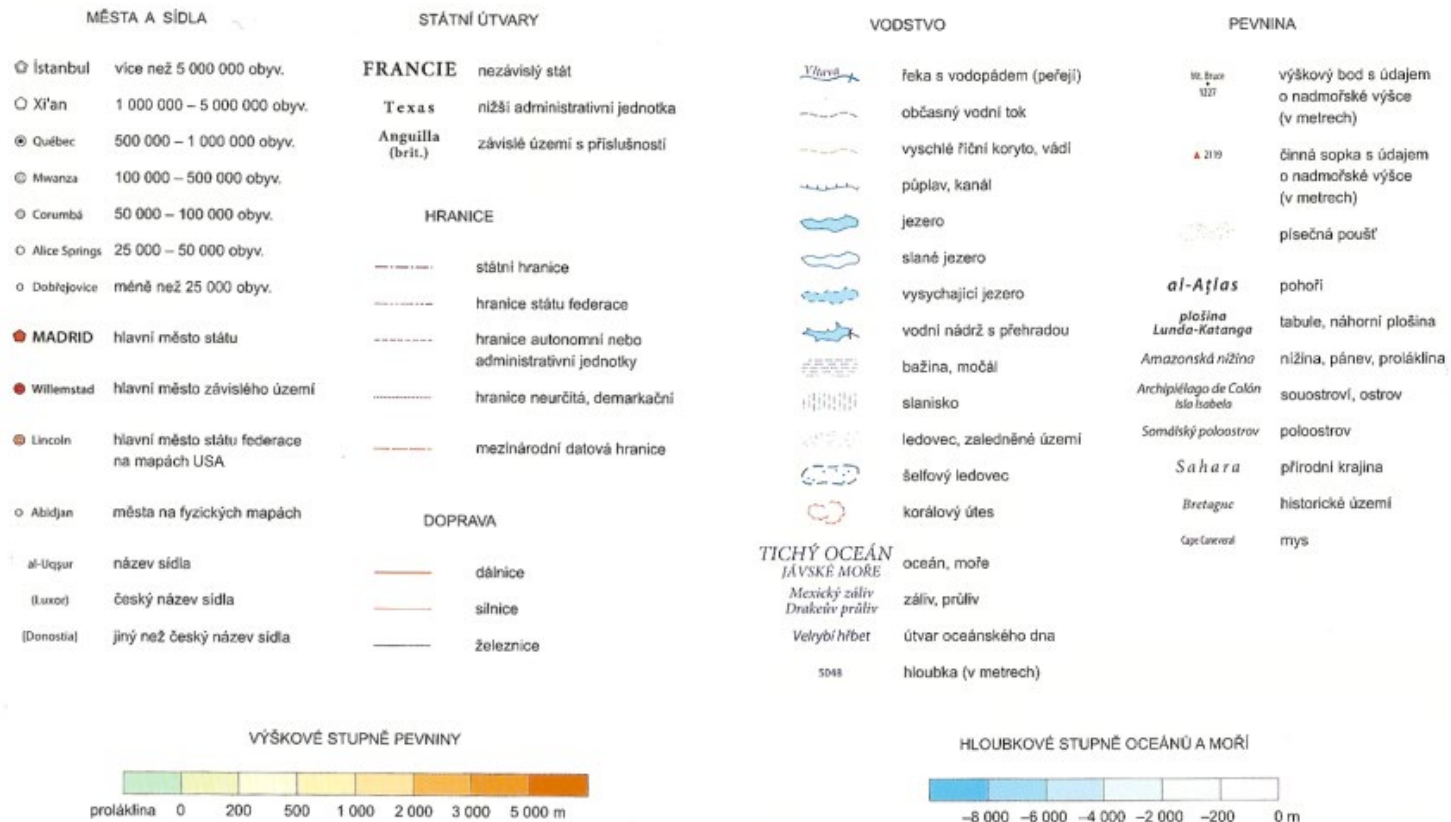 MĚSTA A SÍDLA
İstanbul více než 5 000 000 obyv.
Xi'an 1 000 000 – 5 000 000 obyv.
Québec 500 000 – 1 000 000 obyv.
Mwanza 100 000 – 500 000 obyv.
Corumbá 50 000 – 100 000 obyv.
Alice Springs 25 000 – 50 000 obyv.
Dobřejovice méně než 25 000 obyv.
MADRID hlavní město státu
Willemstad hlavní město závislého území
Lincoln hlavní město státu federace
na mapách USA
Abidjan města na fyzických mapách
al-Uqşur název sídla
(Luxor) český název sídla
[Donostia] jiný než český název sídla
STÁTNÍ ÚTVARY
FRANCIE nezávislý stát
Texas nižší administrativní jednotka
Anguilla
(brit.) závislé území s příslušností
HRANICE
státní hranice
hranice státu federace
hranice autonomní nebo
administrativní jednotky
hranice neurčitá, demarkační
mezinárodní datová hranice
DOPRAVA
dálnice
silnice
železnice
VODSTVO
Vltava řeka s vodopádem (peřejí)
občasný vodní tok
vyschlé říční koryto, vádí
průplav, kanál
jezero
slané jezero
vysychající jezero
vodní nádrž s přehradou
bažina, močál
slanisko
ledovec, zaledněné území
šelfový ledovec
korálový útes
TICHÝ OCEÁN
JÁVSKÉ MOŘE oceán, moře
Mexický záliv
Drakeův průliv záliv, průliv
Velrybí hřbet útvar oceánského dna
5048 hloubka (v metrech)
PEVNINA
Mt. Bruce
1227 výškový bod s údajem
o nadmořské výšce
(v metrech)
2119 činná sopka s údajem
o nadmořské výšce
(v metrech)
písečná poušť
al-Aţlas pohoří
plošina
Lunda-Katanga tabule, náhorní plošina
Amazonská nížina nížina, pánev, proláklina
Archipiélago de Colón
Isla Isabela souostroví, ostrov
Somálský poloostrov poloostrov
Sahara přírodní krajina
Bretagne historické území
Cape Canaveral mys
VÝŠKOVÉ STUPNĚ PEVNINY
proláklina 0 200 500 1 000 2 000 3 000 5 000 m
HLOUBKOVÉ STUPNĚ OCEÁNŮ A MOŘÍ
–8 000 –6 000 –4 000 –2 000 –200 0 m